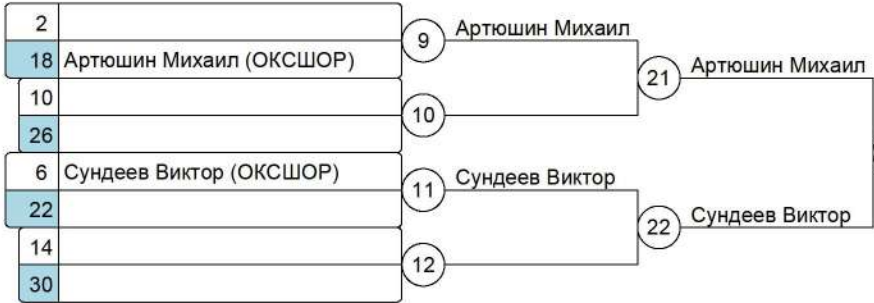 2
9 Артюшин Михаил
18 Артюшин Михаил (ОКСШОР)
21 Артюшин Михаил
10
10
26
6 Сундеев Виктор (ОКСШОР)
11 Сундеев Виктор
22
22 Сундеев Виктор
14
12
30